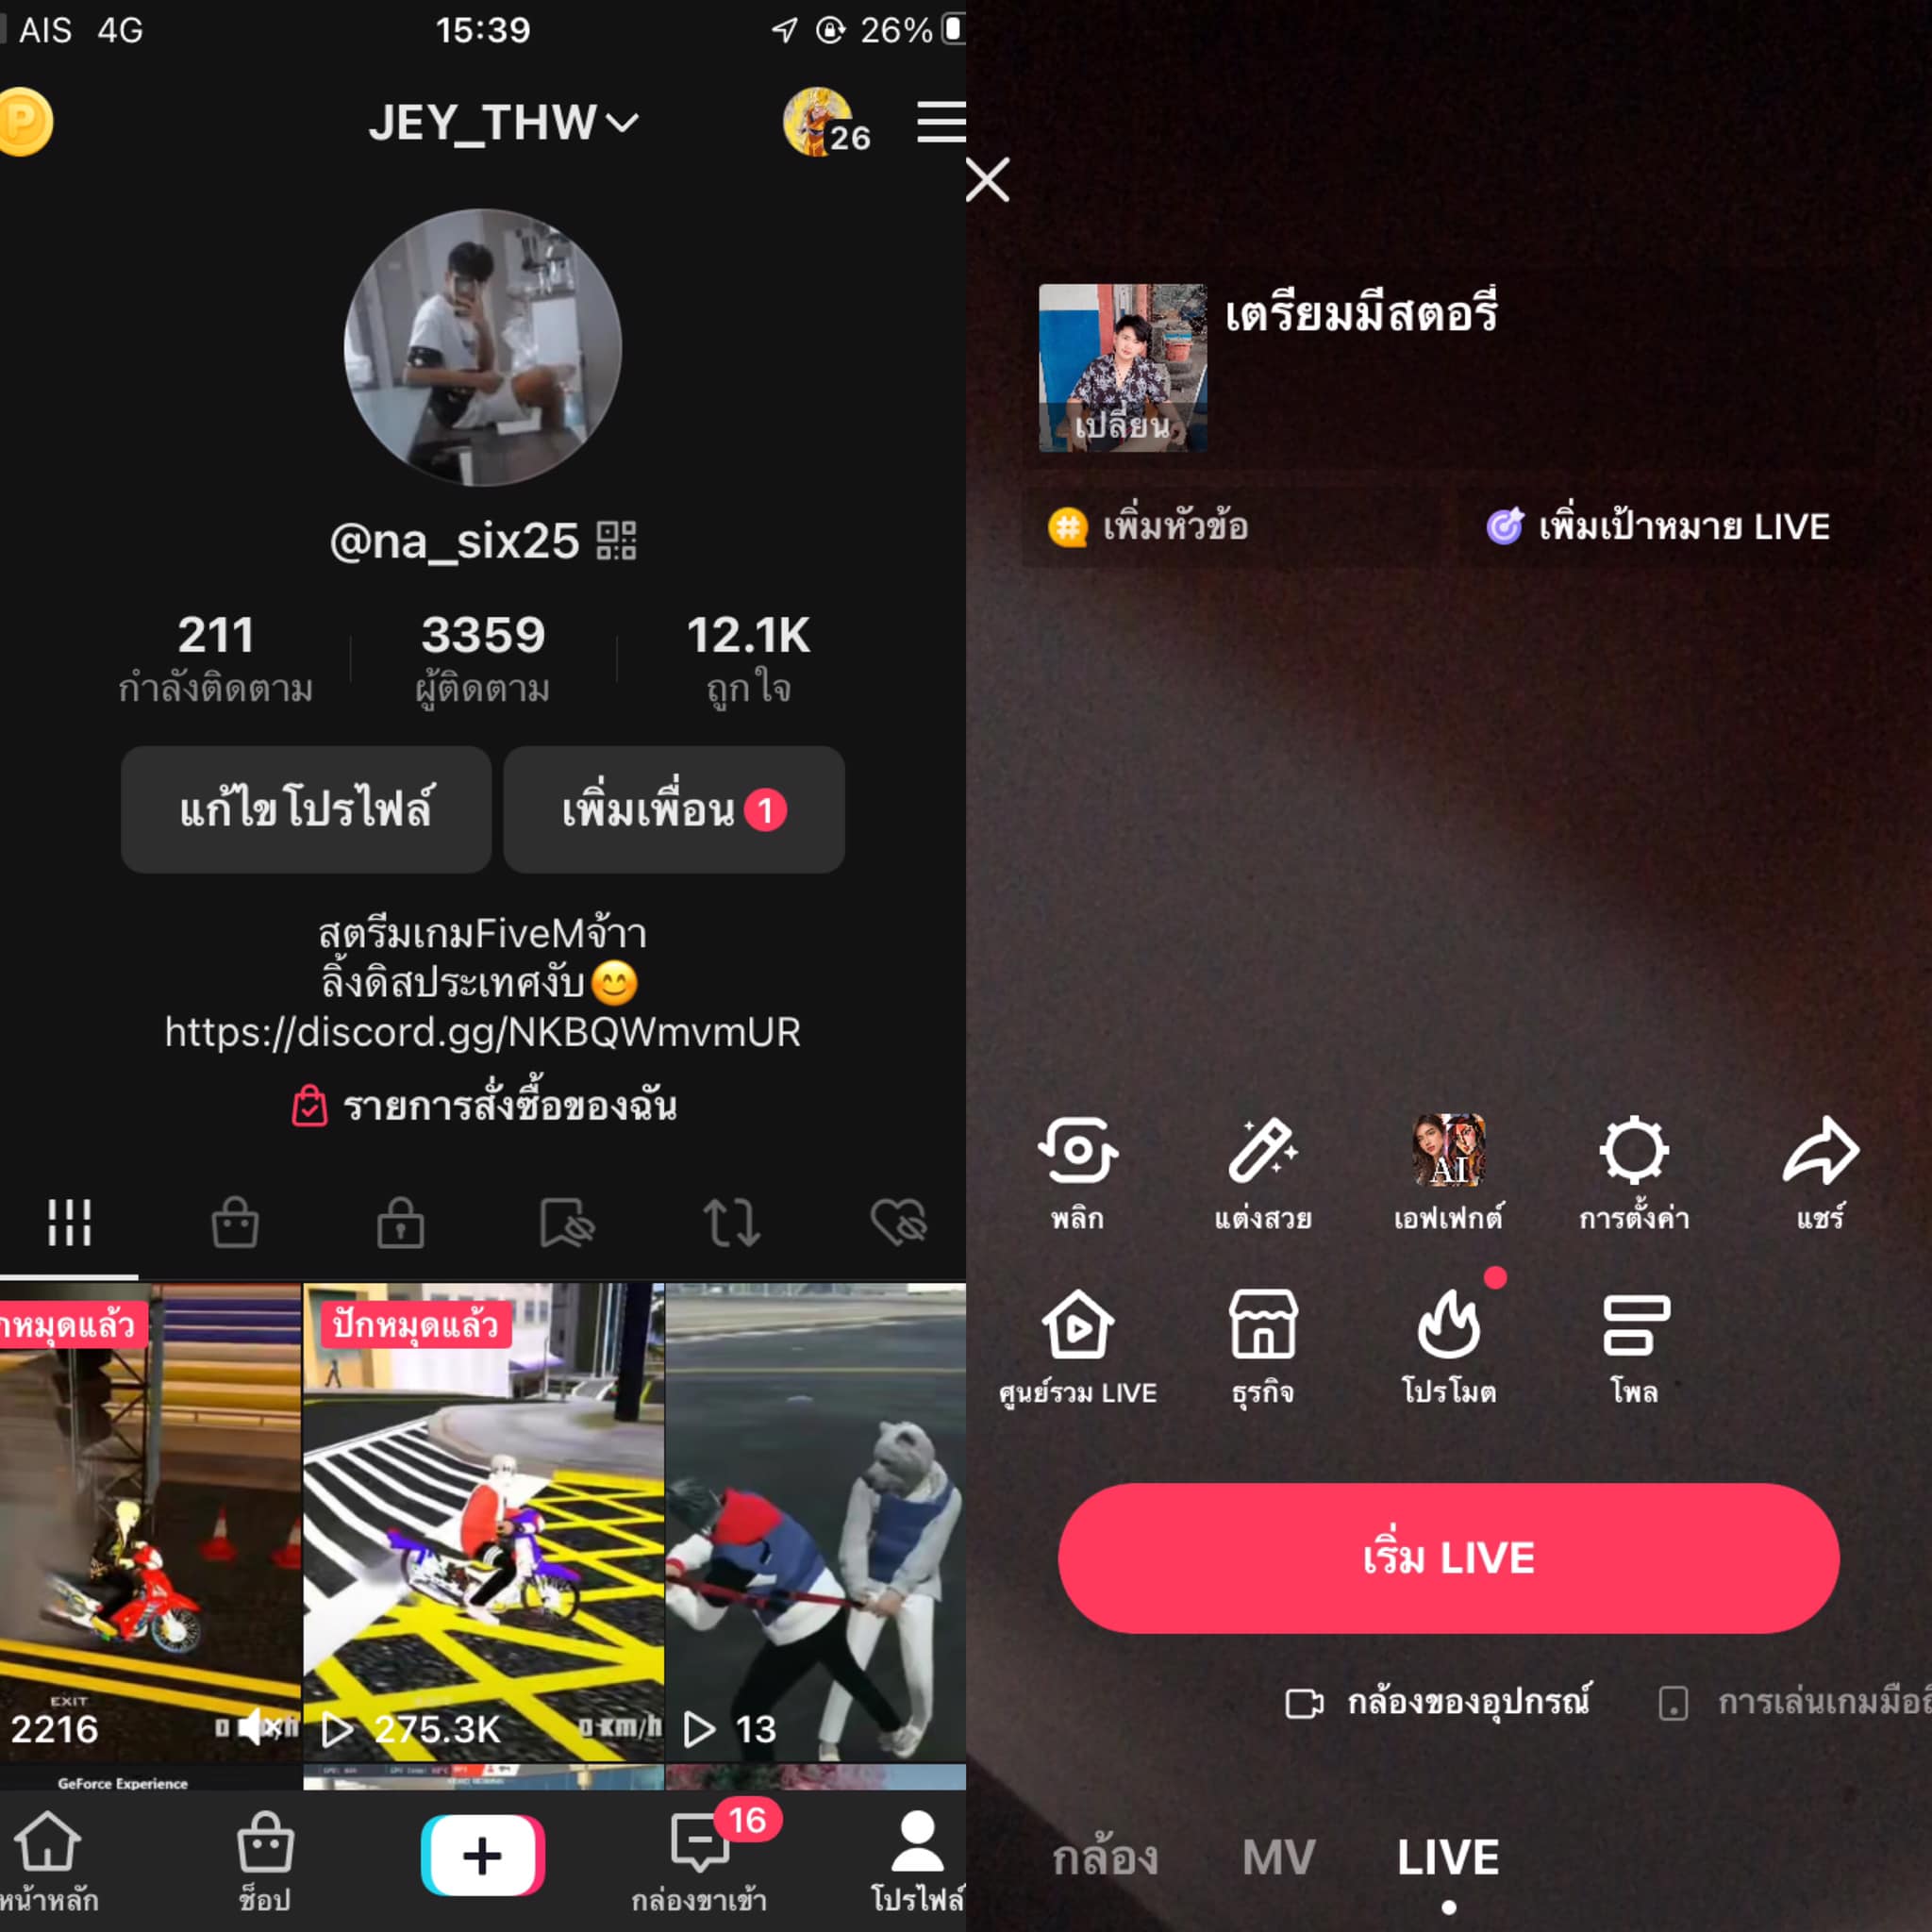 AIS 4G 15:39 26%
JEY_THW
26
@na_six25
211 3359 12.1K
กำลังติดตาม ผู้ติดตาม ถูกใจ
แก้ไขโปรไฟล์ เพิ่มเพื่อน 1
สตรีมเกมFiveMจ้าา
ลิ้งดิสประเทศงับ😊
https://discord.gg/NKBQWmvmUR
รายการสั่งซื้อของฉัน
กหมุดแล้ว ปักหมุดแล้ว
EXIT
2216 275.3K 0 km/h 13
GeForce Experience
16
หน้าหลัก ช็อป กล่องขาเข้า โปรไฟล์
เตรียมมีสตอรี่
เปลี่ยน
เพิ่มหัวข้อ เพิ่มเป้าหมาย LIVE
AI
พลิก แต่งสวย เอฟเฟกต์ การตั้งค่า แชร์
ศูนย์รวม LIVE ธุรกิจ โปรโมต โพล
เริ่ม LIVE
กล้องของอุปกรณ์ การเล่นเกมมือถื
กล้อง MV LIVE